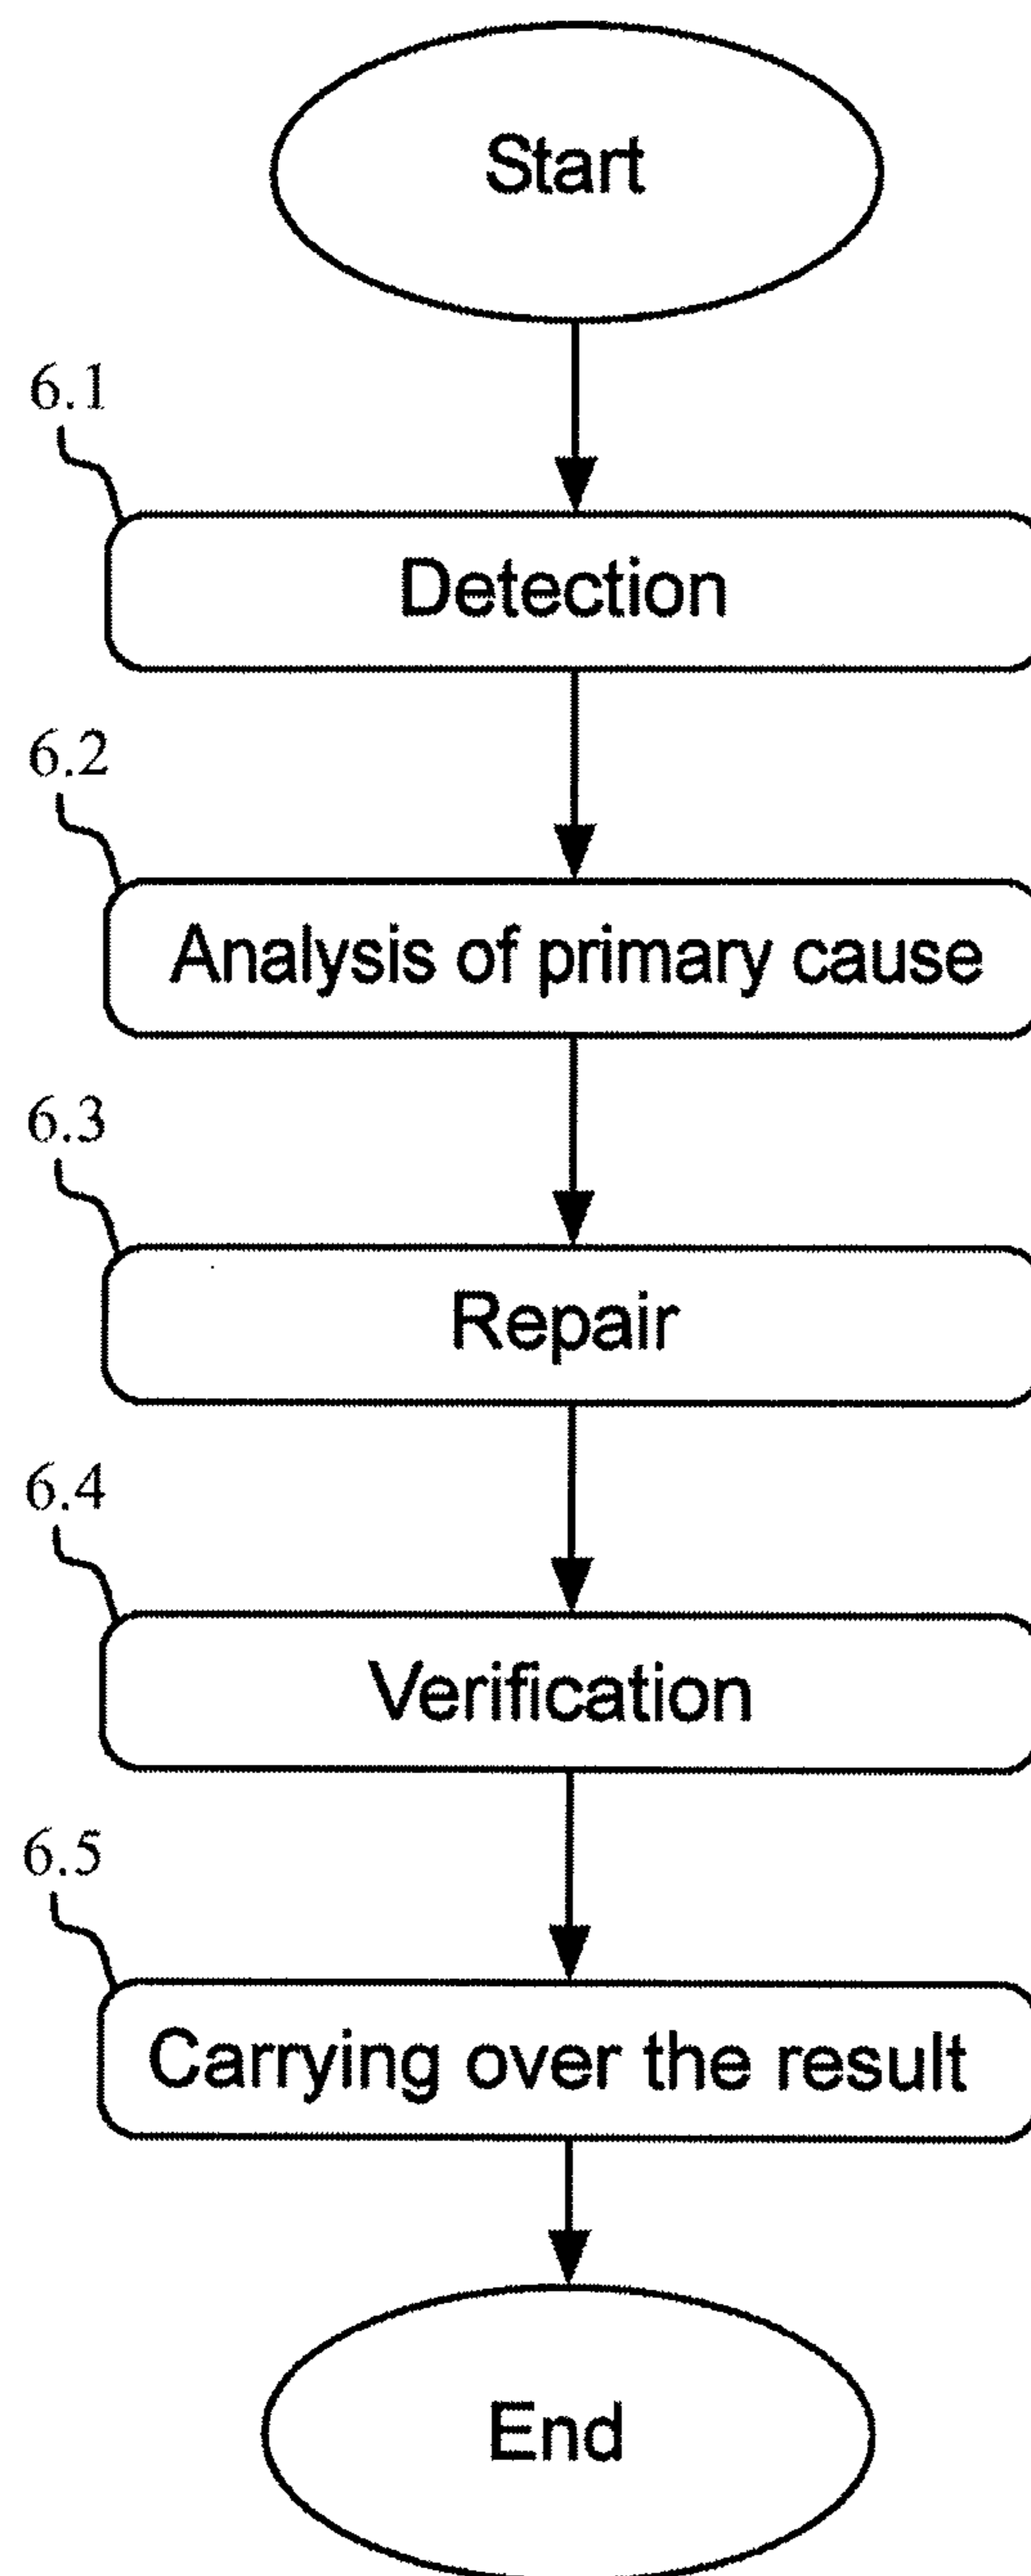 Start
6.1
Detection
6.2
Analysis of primary cause
6.3
Repair
6.4
Verification
6.5
Carrying over the result
End